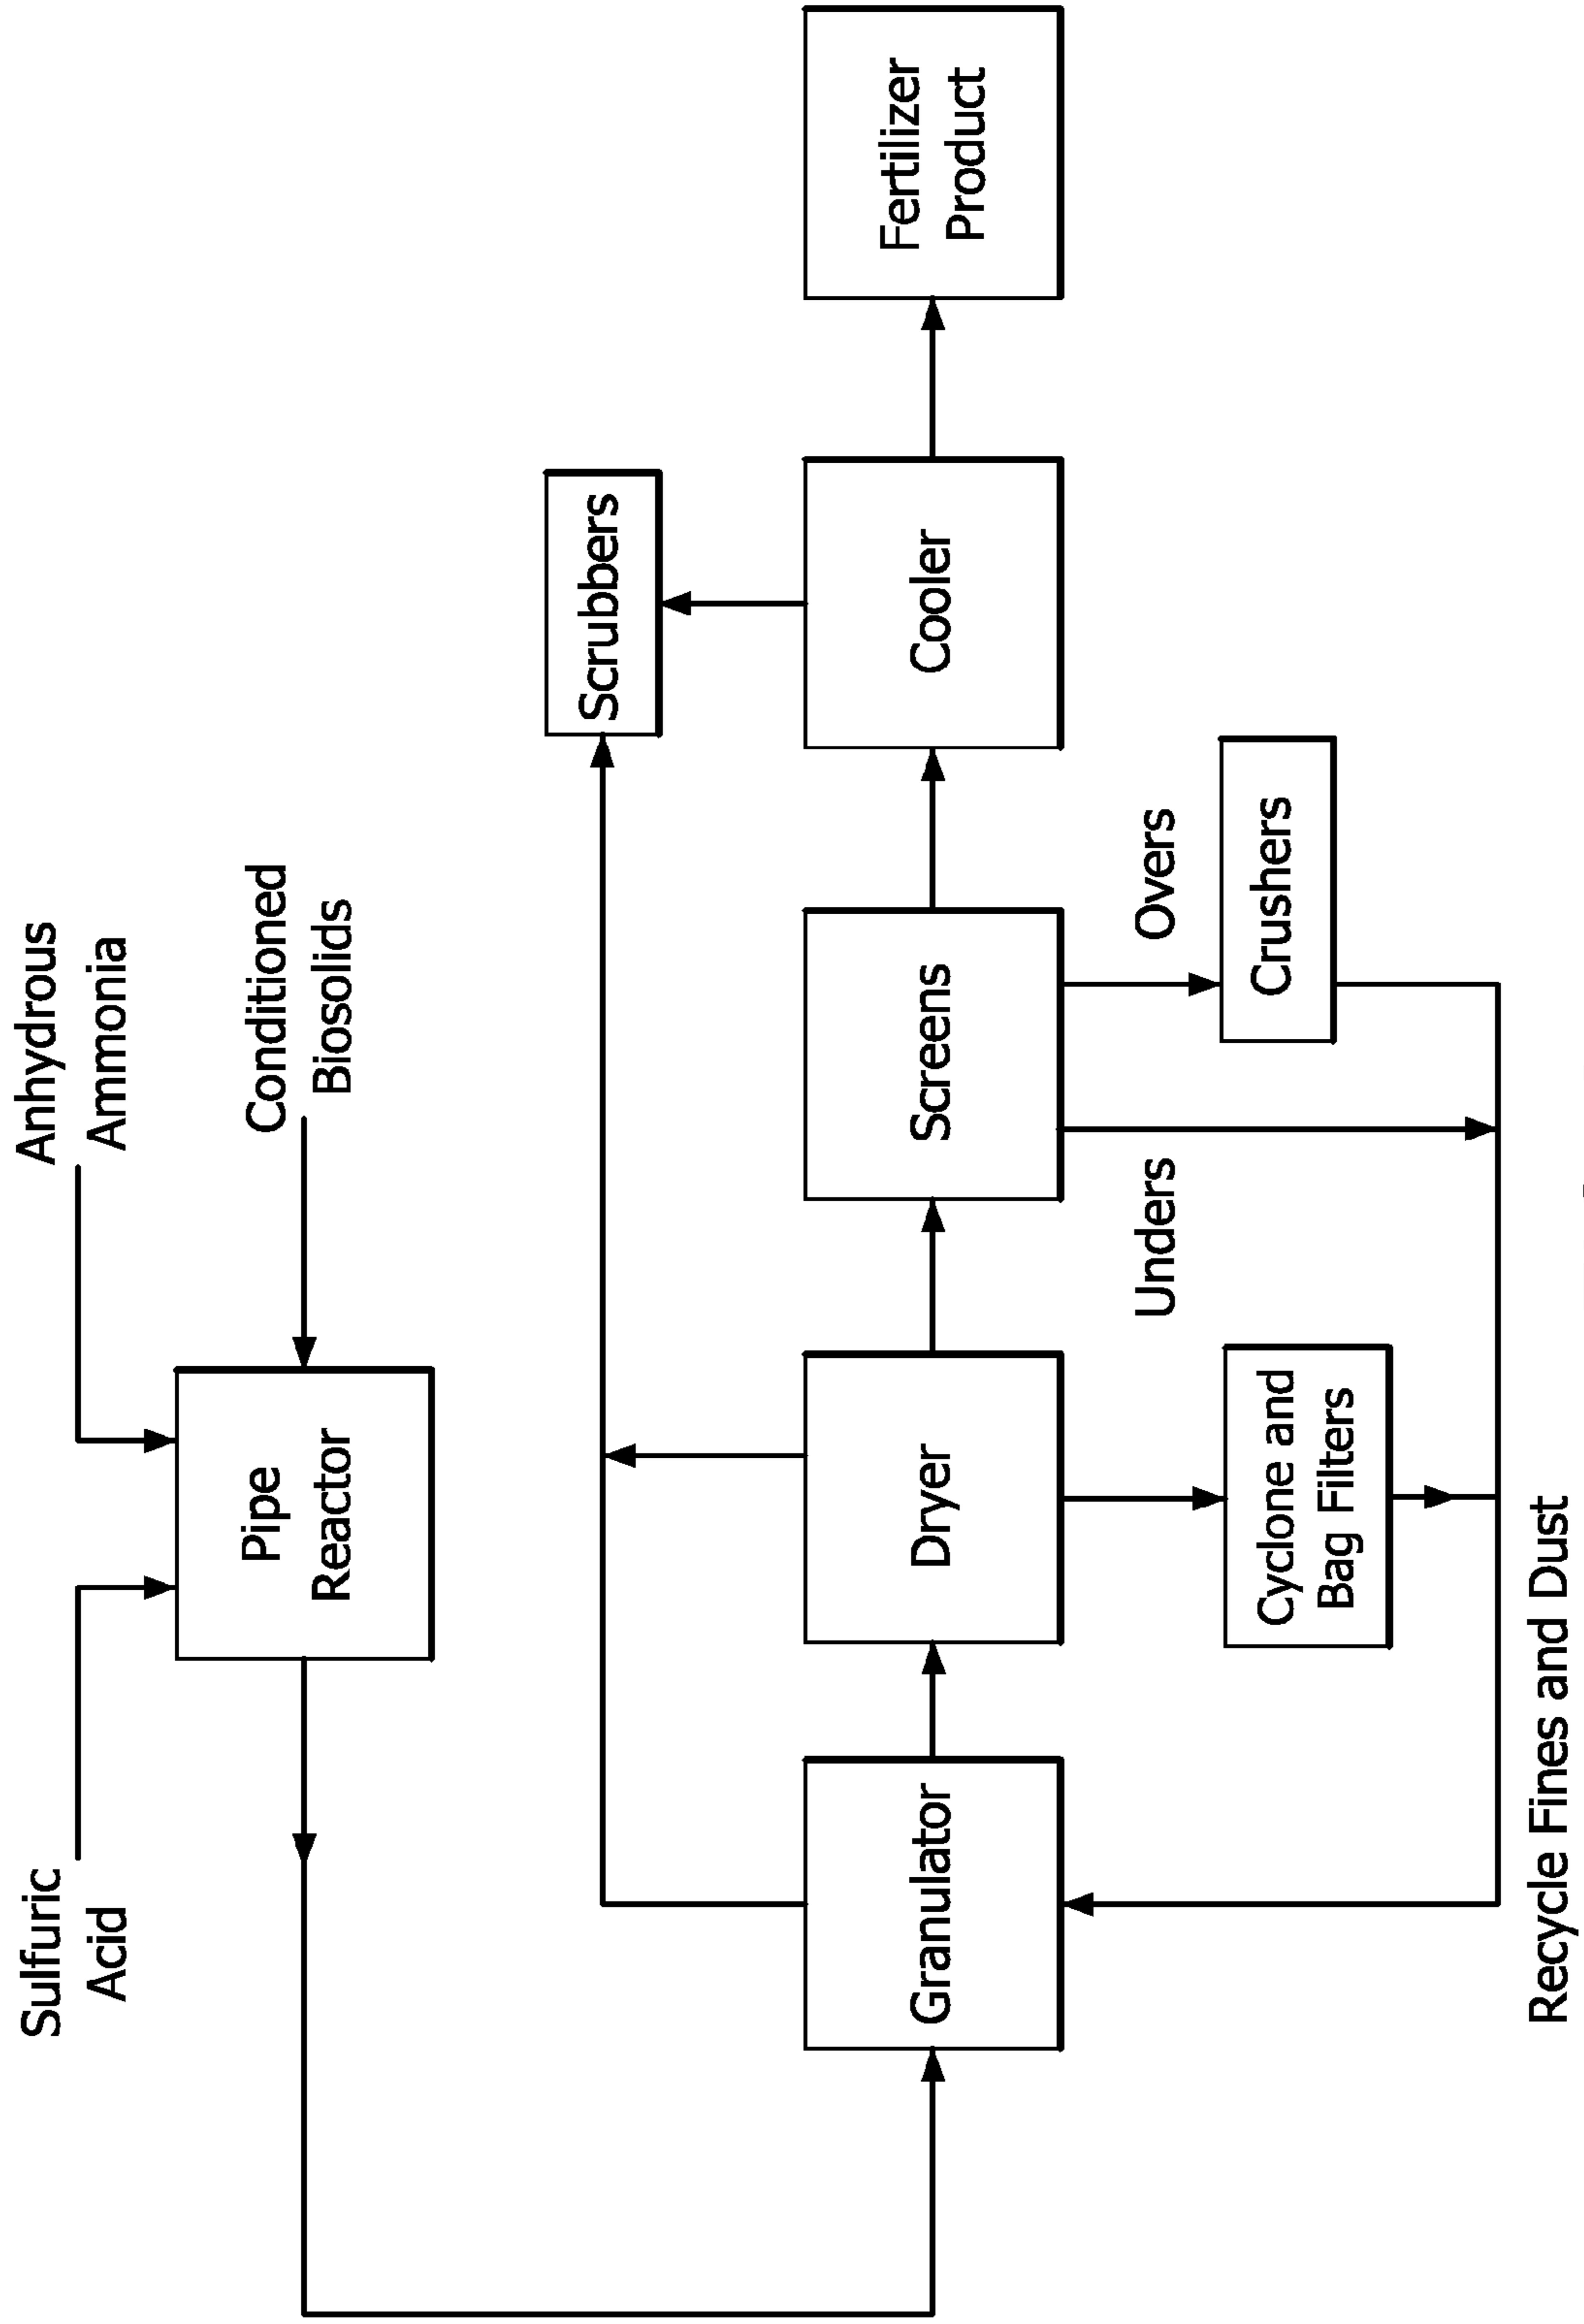 Sulfuric
Acid
Anhydrous
Ammonia
Pipe
Reactor
Conditioned
Biosolids
Scrubbers
Granulator
Dryer
Screens
Cooler
Fertilizer
Product
Unders
Overs
Cyclone and
Bag Filters
Crushers
Recycle Fines and Dust